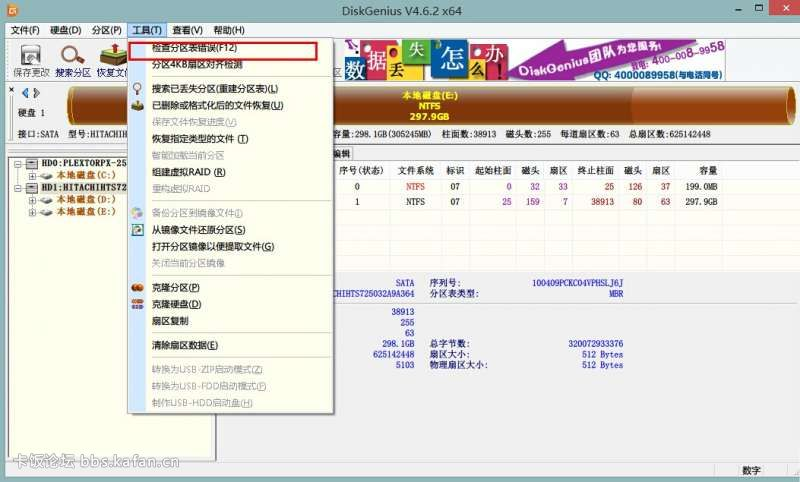 DiskGenius V4.6.2 x64
文件(F) 硬盘(D) 分区(P) 工具(T) 查看(V) 帮助(H)
保存更改 搜索分区 恢复文件
数据丢失怎么办
DiskGenius团队为您服务
致电: 400-008-9958
QQ: 4000089958(与电话同号)
检查分区表错误(F12)
分区4KB扇区对齐检测
搜索已丢失分区(重建分区表)(L)
已删除或格式化后的文件恢复(U)
保存文件恢复进度(V)
恢复指定类型的文件 (T)
智能加载当前分区
组建虚拟RAID (R)
重构虚拟RAID
备份分区到镜像文件(I)
从镜像文件还原分区(S)
打开分区镜像以便提取文件(G)
关闭当前分区镜像
克隆分区(P)
克隆硬盘(D)
扇区复制
清除扇区数据(E)
转换为USB-ZIP启动模式(Z)
转换为USB-FDD启动模式(F)
制作USB-HDD启动盘(H)
硬盘 1
本地磁盘(E:)
NTFS
297.9GB
接口:SATA 型号:HITACHI 容量:298.1GB(305245MB) 柱面数:38913 磁头数:255 每道扇区数:63 总扇区数:625142448
HD0:PLEXTORPX-25
本地磁盘(C:)
HD1:HITACHIHTS72
本地磁盘(D:)
本地磁盘(E:)
编辑
序号(状态) 文件系统 标识 起始柱面 磁头 扇区 终止柱面 磁头 扇区 容量
0 NTFS 07 0 32 33 25 126 37 199.0MB
1 NTFS 07 25 159 7 38913 80 63 297.9GB
SATA 序列号: 100409PCKC04VPHSLJ6J
CHIHTS725032A9A364 分区表类型: MBR
38913
255
63
298.1GB 总字节数: 320072933376
625142448 扇区大小: 512 Bytes
5103 物理扇区大小: 512 Bytes
卡饭论坛 bbs.kafan.cn
数字